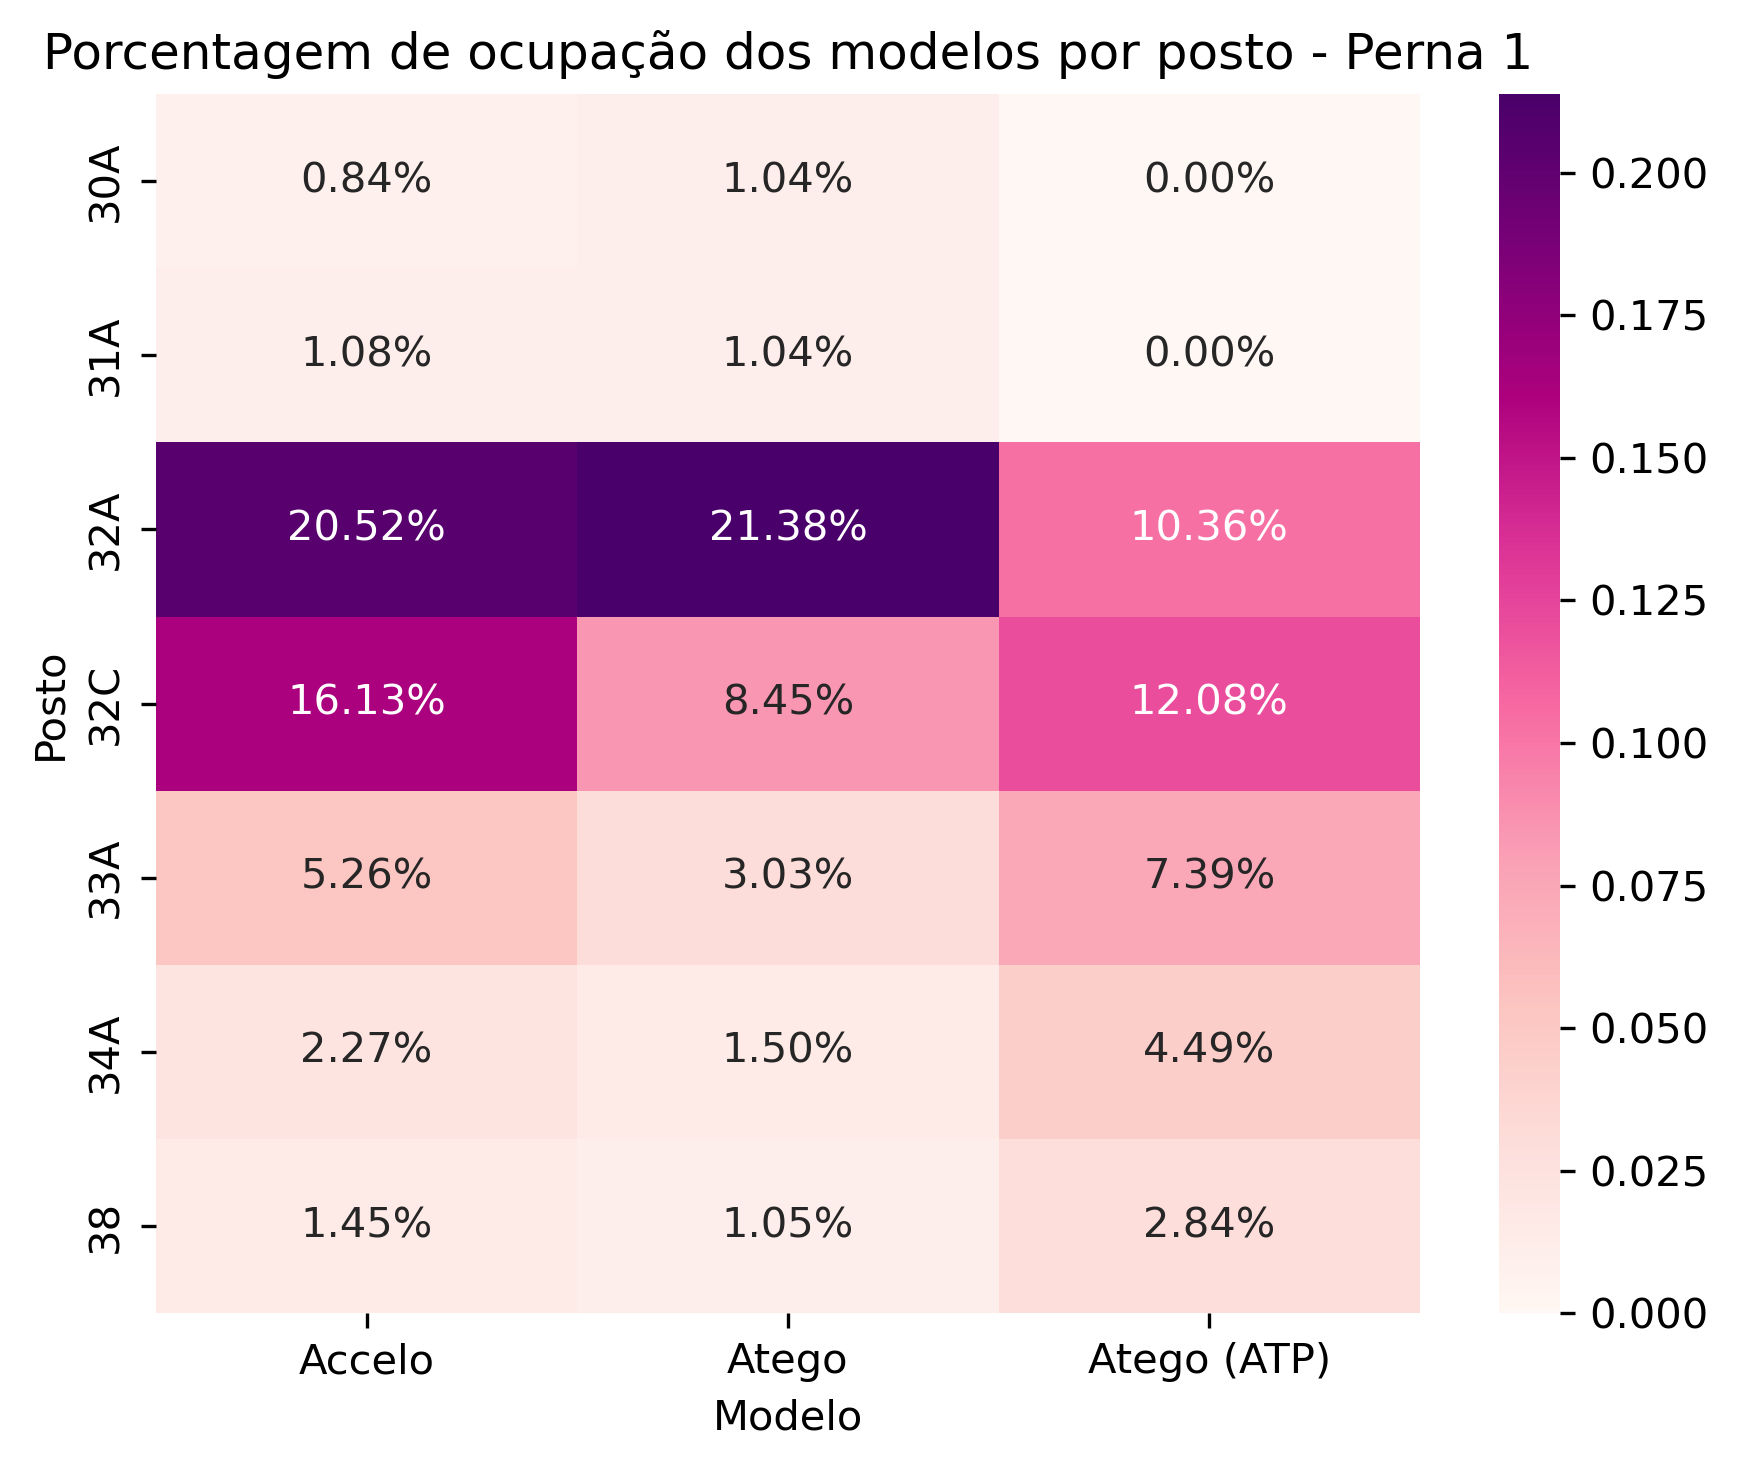 Porcentagem de ocupação dos modelos por posto - Perna 1
Posto
30A 0.84% 1.04% 0.00%
31A 1.08% 1.04% 0.00%
32A 20.52% 21.38% 10.36%
32C 16.13% 8.45% 12.08%
33A 5.26% 3.03% 7.39%
34A 2.27% 1.50% 4.49%
38 1.45% 1.05% 2.84%
Accelo Atego Atego (ATP)
Modelo
0.200
0.175
0.150
0.125
0.100
0.075
0.050
0.025
0.000